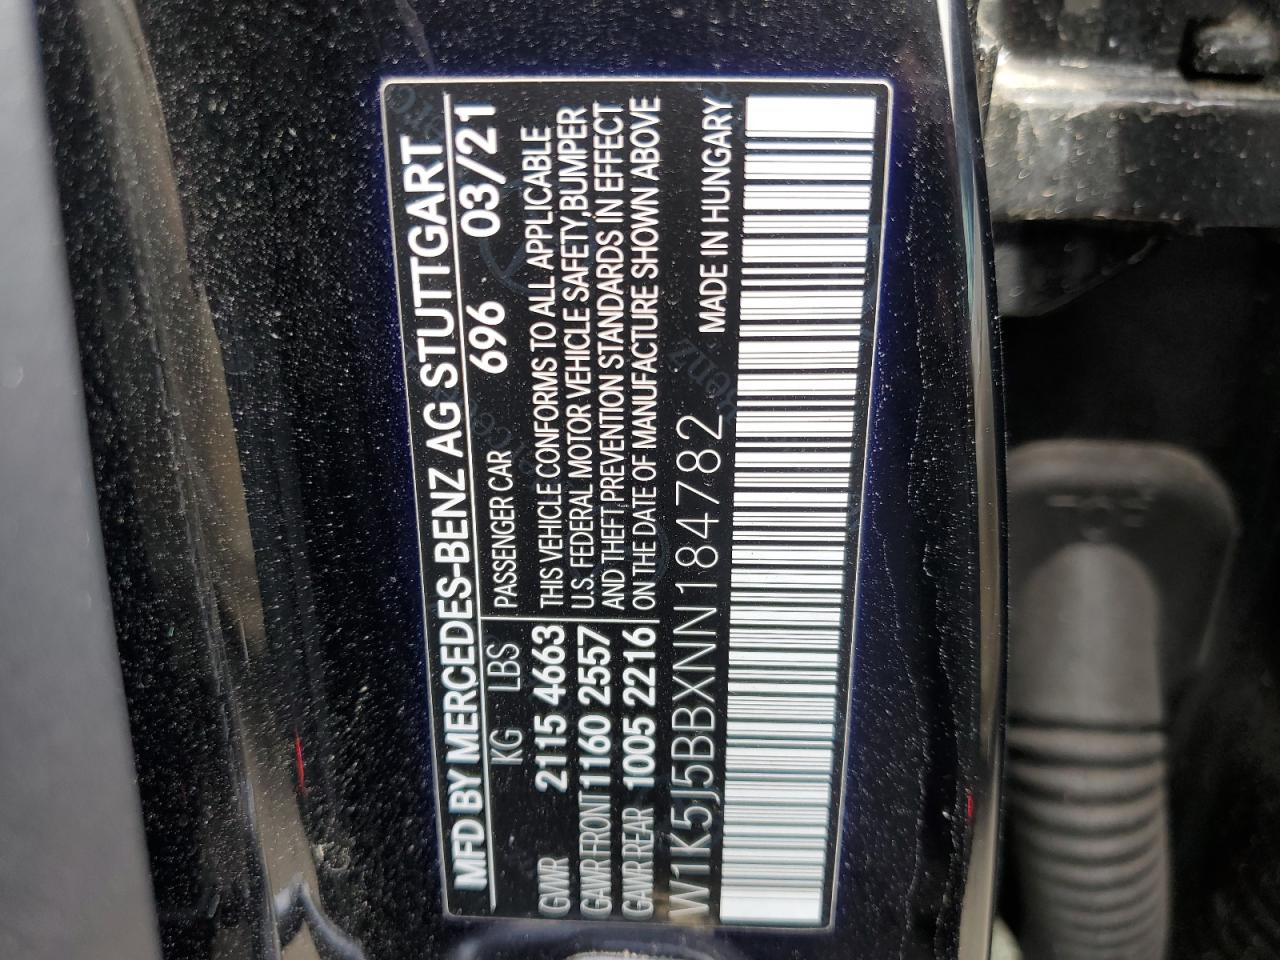 MFD BY MERCEDES-BENZ AG STUTTGART
KG LBS PASSENGER CAR 696 03/21
GVWR 2115 4663 THIS VEHICLE CONFORMS TO ALL APPLICABLE
GAWR FRONT 1160 2557 U.S. FEDERAL MOTOR VEHICLE SAFETY,BUMPER
GAWR REAR 1005 2216 AND THEFT PREVENTION STANDARDS IN EFFECT
ON THE DATE OF MANUFACTURE SHOWN ABOVE
W1K5J5BBXNN184782 MADE IN HUNGARY